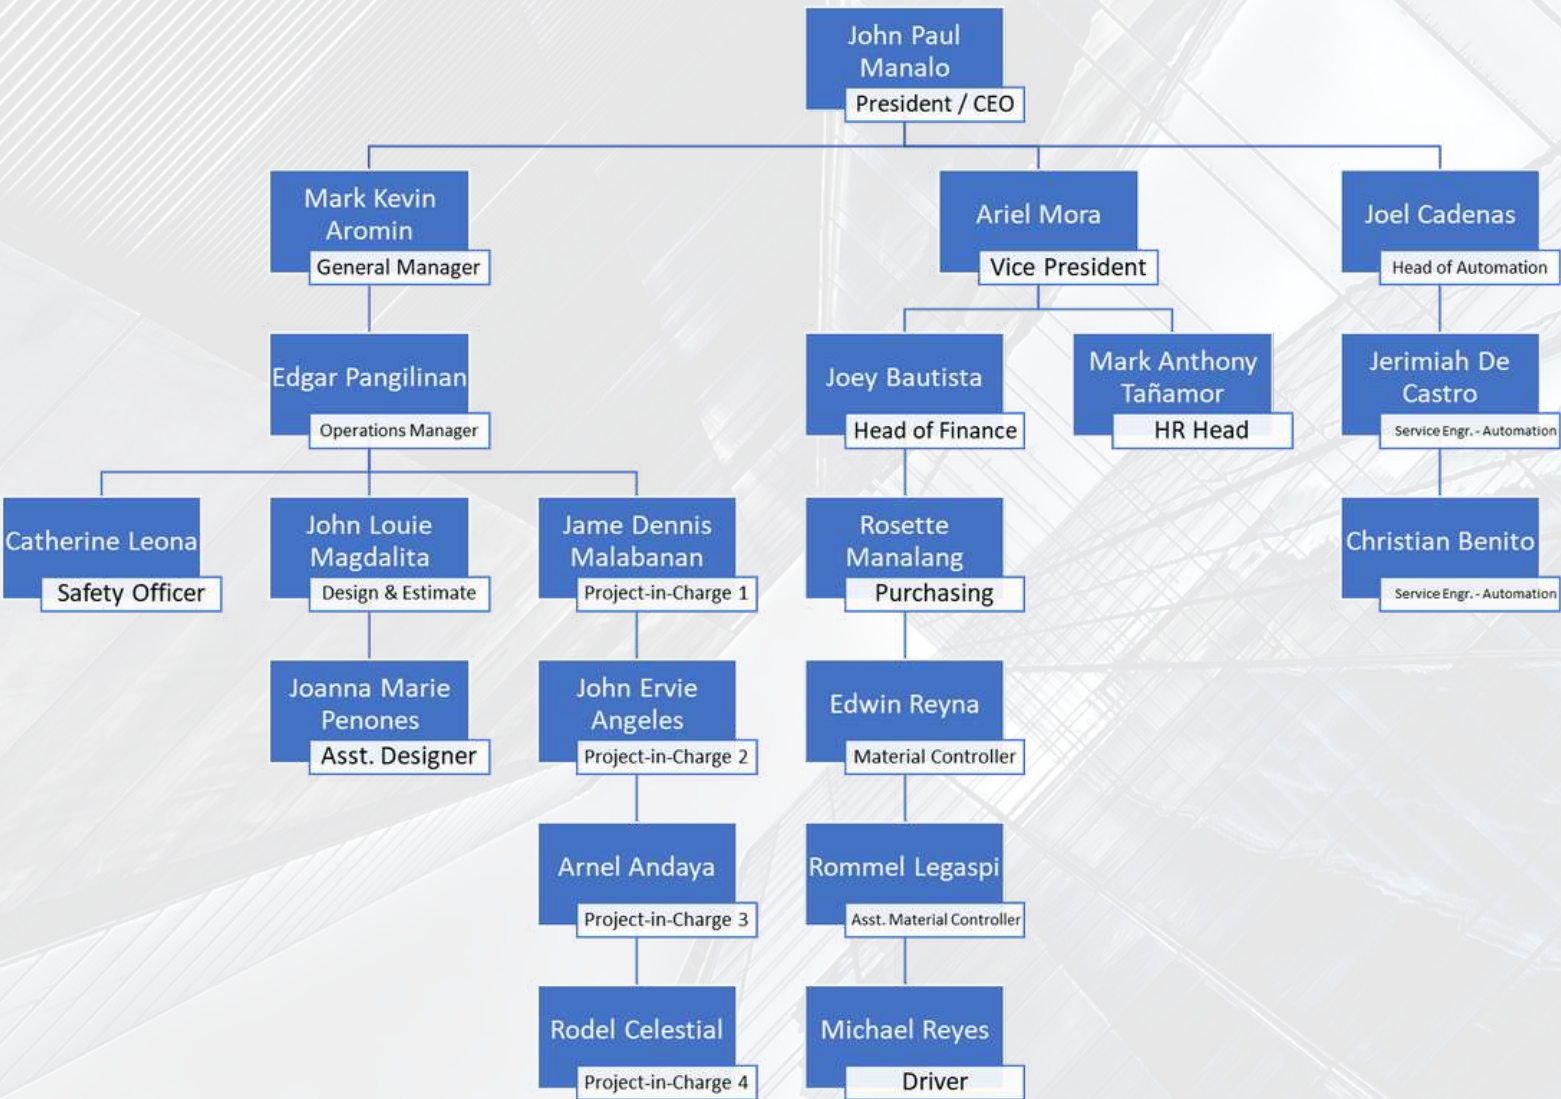 John Paul
Manalo
President / CEO
Mark Kevin
Aromin
General Manager
Ariel Mora
Vice President
Joel Cadenas
Head of Automation
Edgar Pangilinan
Operations Manager
Joey Bautista
Head of Finance
Mark Anthony
Tañamor
HR Head
Jerimiah De
Castro
Service Engr. - Automation
Catherine Leona
Safety Officer
John Louie
Magdalita
Design & Estimate
Jame Dennis
Malabanan
Project-in-Charge 1
Rosette
Manalang
Purchasing
Christian Benito
Service Engr. - Automation
Joanna Marie
Penones
Asst. Designer
John Ervie
Angeles
Project-in-Charge 2
Edwin Reyna
Material Controller
Arnel Andaya
Project-in-Charge 3
Rommel Legaspi
Asst. Material Controller
Rodel Celestial
Project-in-Charge 4
Michael Reyes
Driver